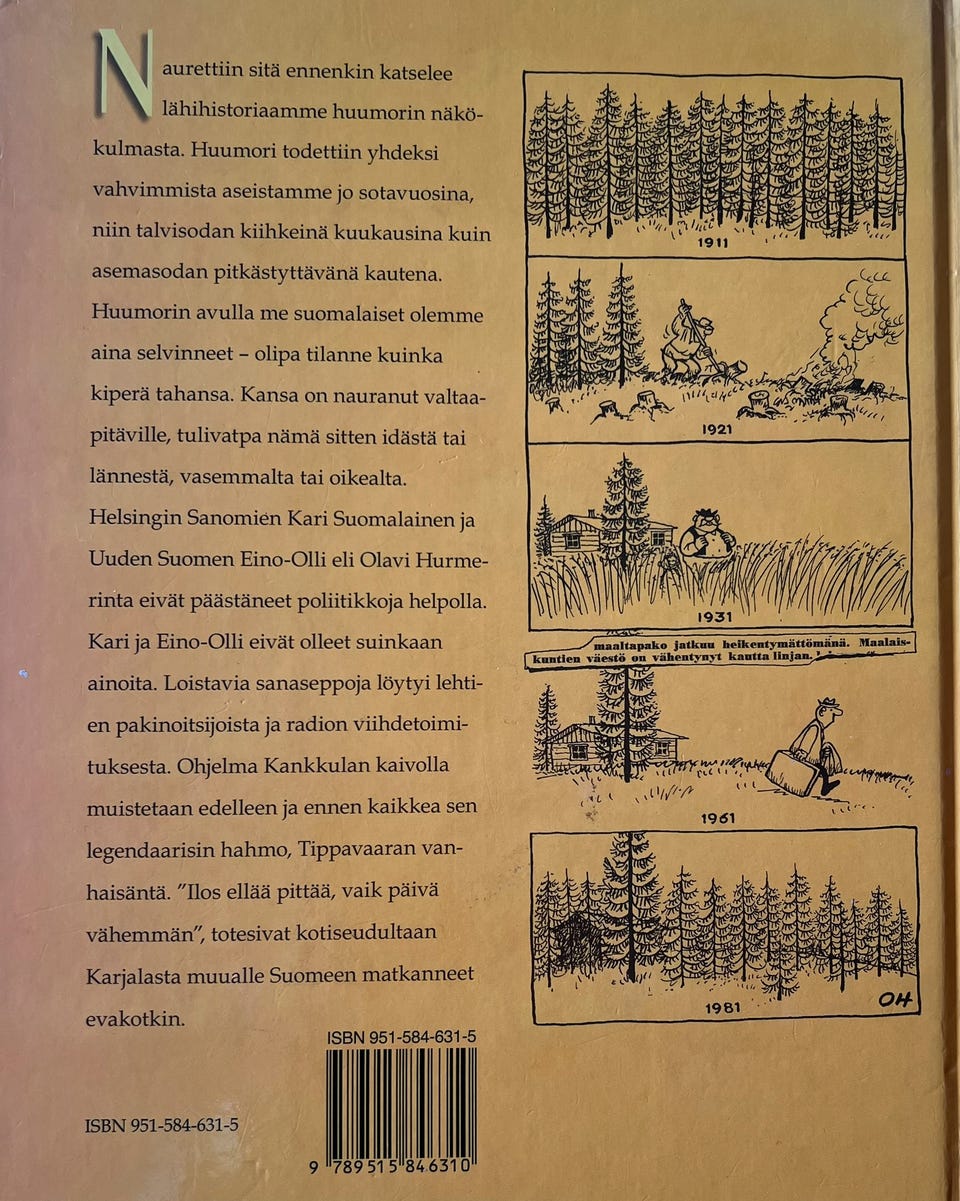 Naurettiin sitä ennenkin katselee
lähihistoriaamme huumorin näkö-
kulmasta. Huumori todettiin yhdeksi
vahvimmista aseistamme jo sotavuosina,
niin talvisodan kiihkeinä kuukausina kuin
asemasodan pitkästyttävänä kautena.
Huumorin avulla me suomalaiset olemme
aina selvinneet – olipa tilanne kuinka
kiperä tahansa. Kansa on nauranut valtaa-
pitäville, tulivatpa nämä sitten idästä tai
lännestä, vasemmalta tai oikealta.
Helsingin Sanomien Kari Suomalainen ja
Uuden Suomen Eino-Olli eli Olavi Hurme-
rinta eivät päästäneet poliitikkoja helpolla.
Kari ja Eino-Olli eivät olleet suinkaan
ainoita. Loistavia sanaseppoja löytyi lehti-
en pakinoitsijoista ja radion viihdetoimi-
tuksesta. Ohjelma Kankkulan kaivolla
muistetaan edelleen ja ennen kaikkea sen
legendaarisin hahmo, Tippavaaran van-
haisäntä. "Ilos ellää pittää, vaik päivä
vähemmän", totesivat kotiseudultaan
Karjalasta muualle Suomeen matkanneet
evakotkin.
ISBN 951-584-631-5
ISBN 951-584-631-5
9 789515 846310
1911
1921
1931
maaltapako jatkuu heikentymättömänä. Maalais-
kuntien väestö on vähentynyt kautta linjan.
1961
1981
OH